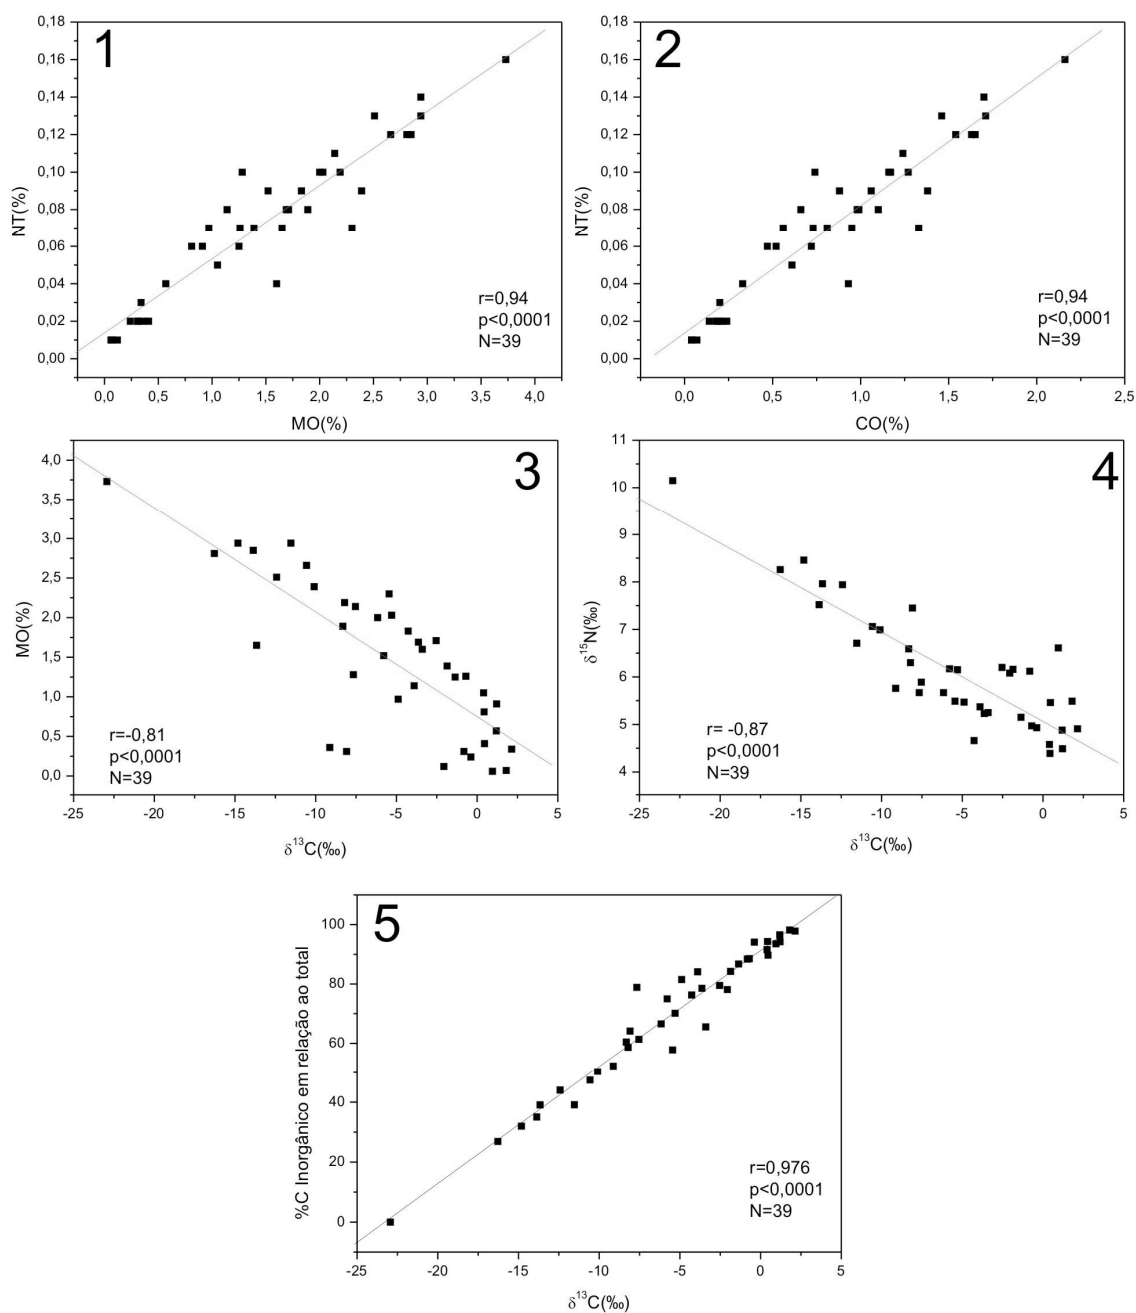 1
NT(%)
0,18
0,16
0,14
0,12
0,10
0,08
0,06
0,04
0,02
0,00
r=0,94
p<0,0001
N=39
0,0 0,5 1,0 1,5 2,0 2,5 3,0 3,5 4,0
MO(%)
2
NT(%)
0,18
0,16
0,14
0,12
0,10
0,08
0,06
0,04
0,02
0,00
r=0,94
p<0,0001
N=39
0,0 0,5 1,0 1,5 2,0 2,5
CO(%)
3
MO(%)
4,0
3,5
3,0
2,5
2,0
1,5
1,0
0,5
0,0
r=-0,81
p<0,0001
N=39
-25 -20 -15 -10 -5 0 5
δ¹³C(‰)
4
δ¹⁵N(‰)
11
10
9
8
7
6
5
4
r= -0,87
p<0,0001
N=39
-25 -20 -15 -10 -5 0 5
δ¹³C(‰)
5
%C Inorgânico em relação ao total
100
80
60
40
20
0
r=0,976
p<0,0001
N=39
-25 -20 -15 -10 -5 0 5
δ¹³C(‰)